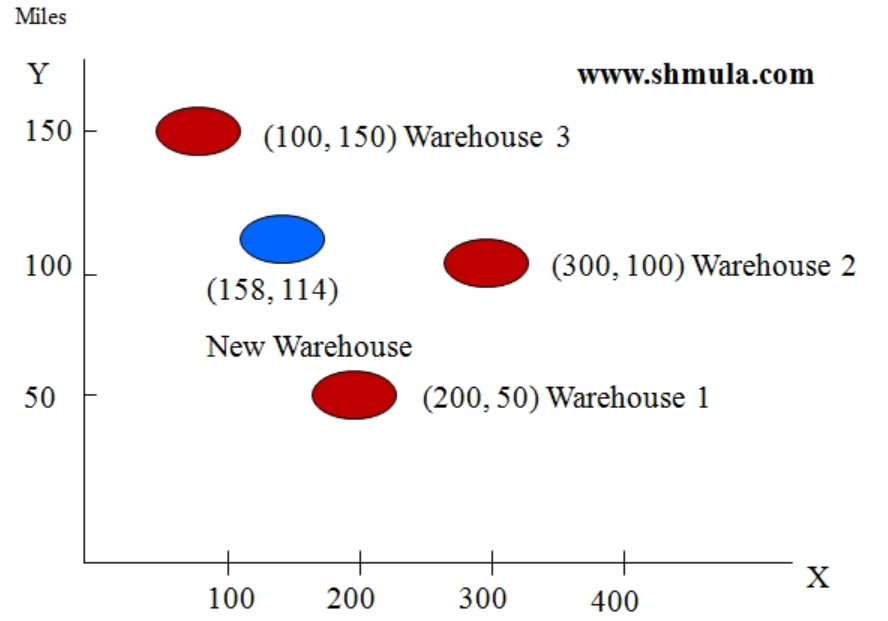 Miles
Y
www.shmula.com
150
(100, 150) Warehouse 3
100
(300, 100) Warehouse 2
(158, 114)
New Warehouse
50
(200, 50) Warehouse 1
X
100
200
300
400